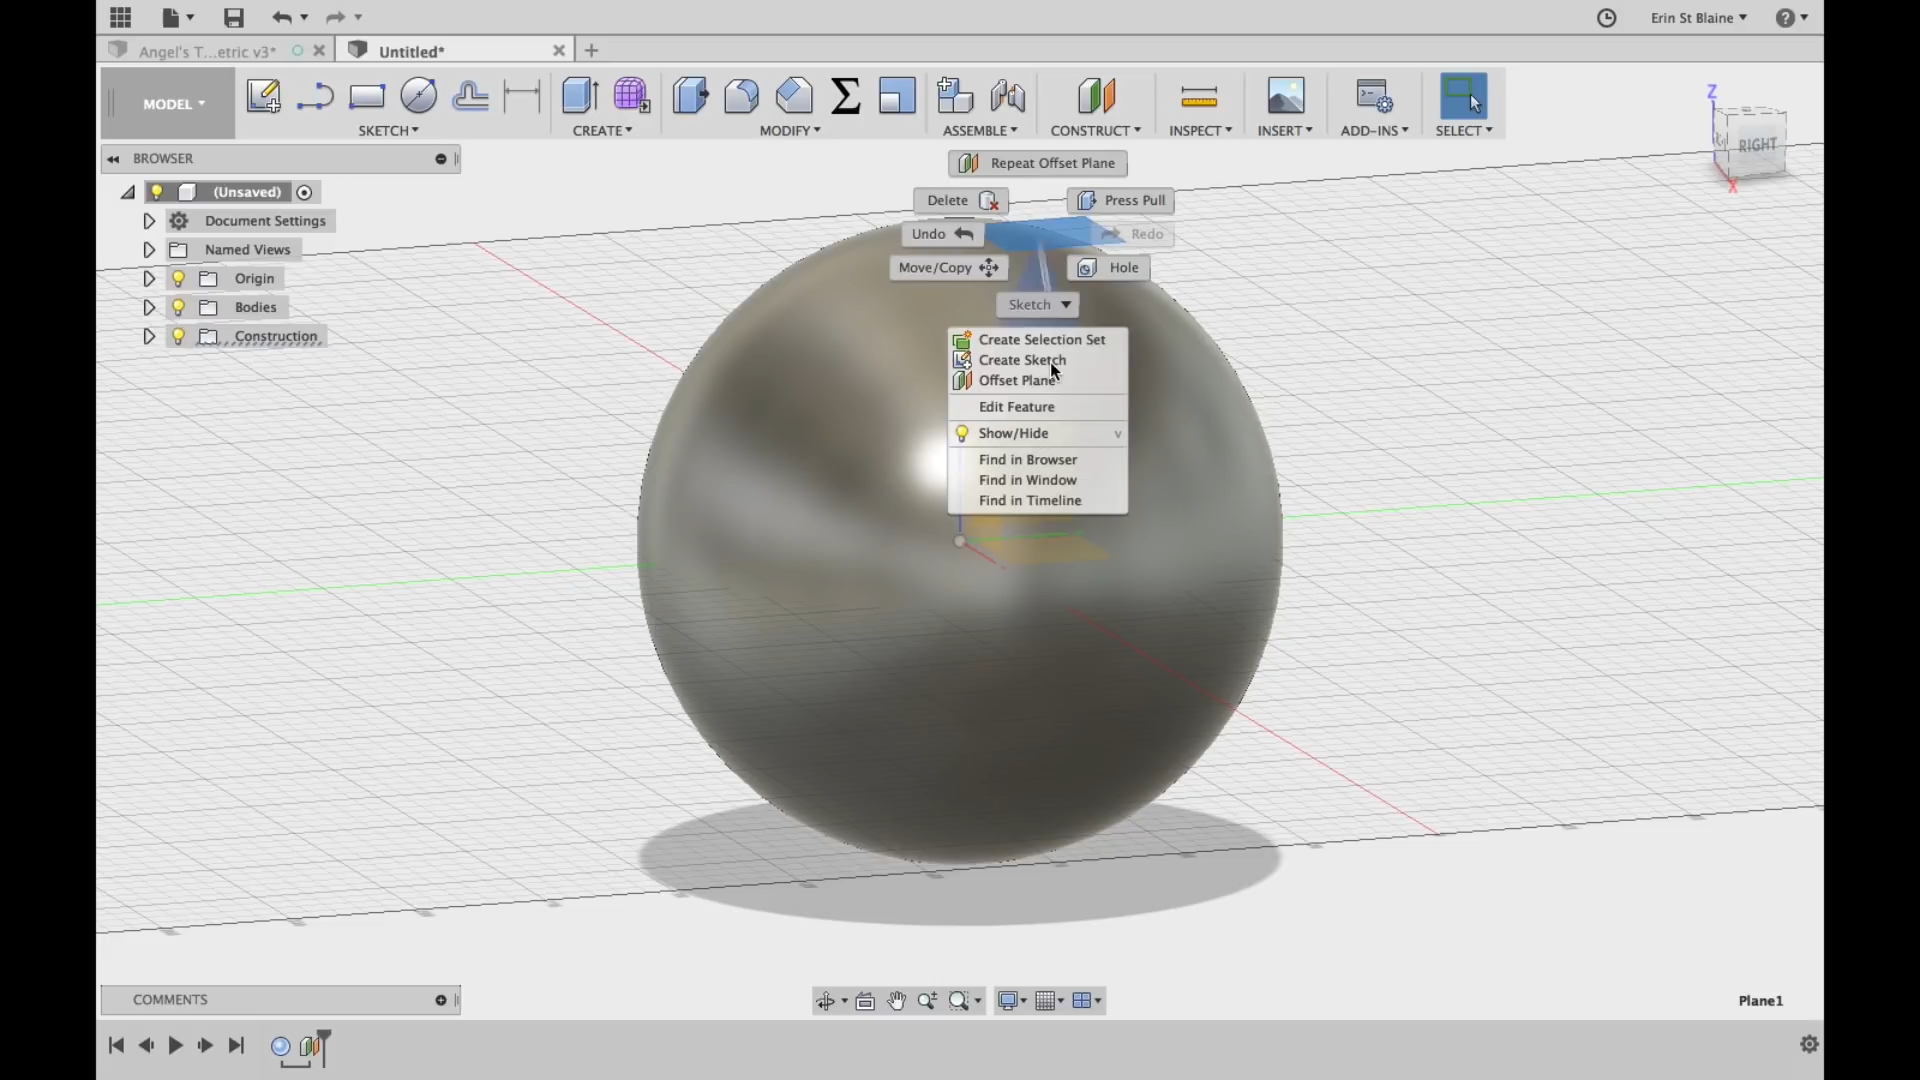 Erin St Blaine
Angel's T...etric v3*
Untitled*
MODEL
SKETCH
CREATE
MODIFY
ASSEMBLE
CONSTRUCT
INSPECT
INSERT
ADD-INS
SELECT
Z
RIGHT
X
BROWSER
(Unsaved)
Document Settings
Named Views
Origin
Bodies
Construction
Repeat Offset Plane
Delete
Press Pull
Undo
Redo
Move/Copy
Hole
Sketch
Create Selection Set
Create Sketch
Offset Plane
Edit Feature
Show/Hide V
Find in Browser
Find in Window
Find in Timeline
COMMENTS
Plane1